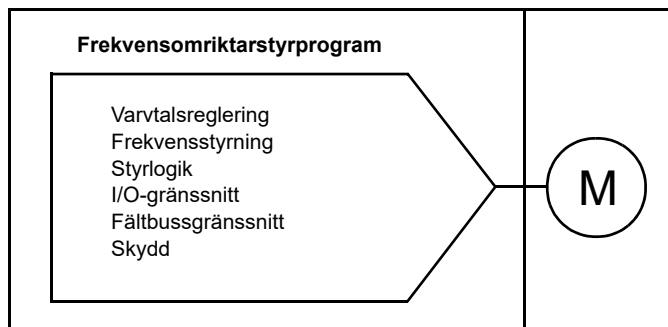 Frekvensomriktarstyrprogram
Varvtalsreglering
Frekvensstyrning
Styrlogik
I/O-gränssnitt
Fältbussgränssnitt
Skydd
M